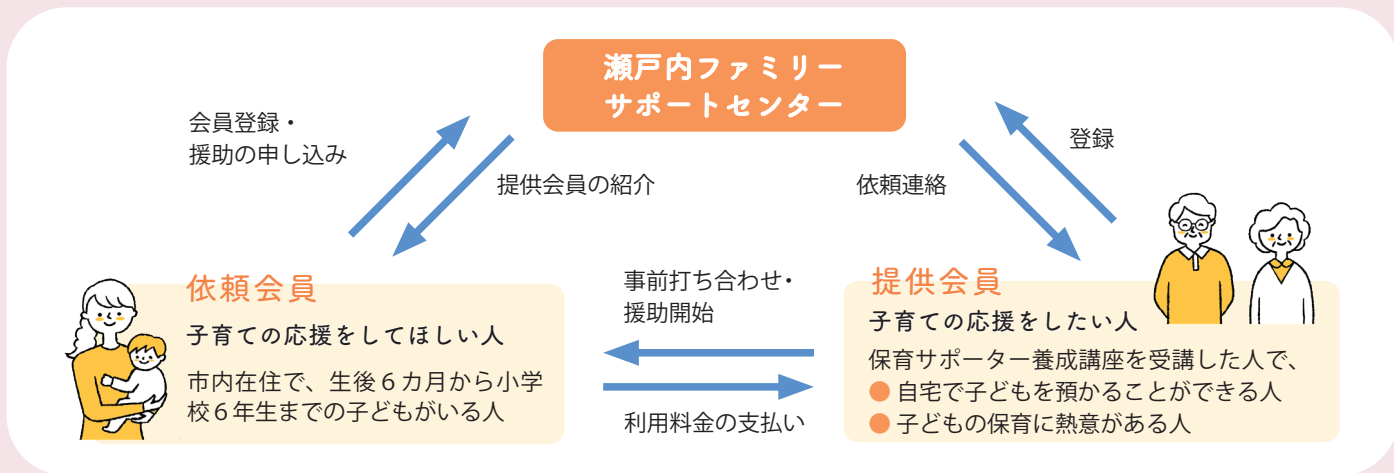 瀬戸内ファミリー
サポートセンター
会員登録・
援助の申し込み
提供会員の紹介
依頼連絡
登録
依頼会員
子育ての応援をしてほしい人
市内在住で、生後６カ月から小学
校６年生までの子どもがいる人
事前打ち合わせ・
援助開始
利用料金の支払い
提供会員
子育ての応援をしたい人
保育サポーター養成講座を受講した人で、
● 自宅で子どもを預かることができる人
● 子どもの保育に熱意がある人